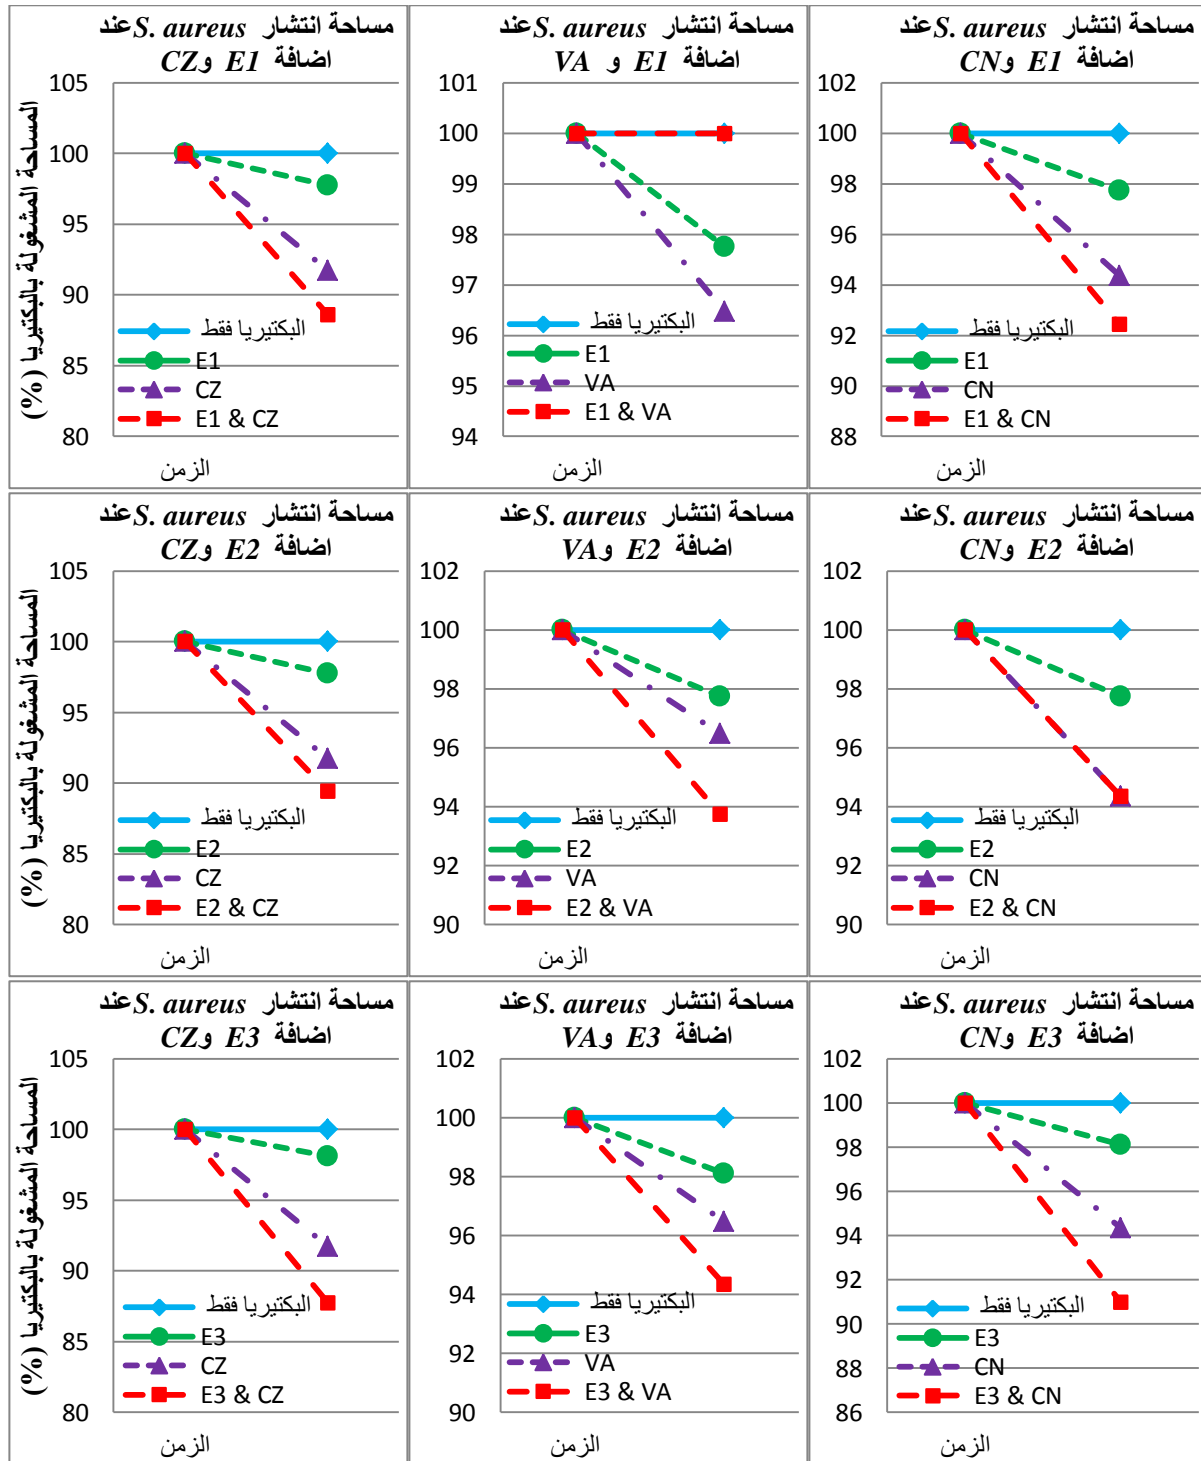 مساحة انتشار S. aureus عند
اضافة E1 وCZ
المساحة المشغولة بالبكتيريا (%)
105
100
95
90
85
80
البكتيريا فقط
E1
CZ
E1 & CZ
الزمن
مساحة انتشار S. aureus عند
اضافة E1 و VA
101
100
99
98
97
96
95
94
البكتيريا فقط
E1
VA
E1 & VA
الزمن
مساحة انتشار S. aureus عند
اضافة E1 وCN
102
100
98
96
94
92
90
88
البكتيريا فقط
E1
CN
E1 & CN
الزمن
مساحة انتشار S. aureus عند
اضافة E2 وCZ
المساحة المشغولة بالبكتيريا (%)
105
100
95
90
85
80
البكتيريا فقط
E2
CZ
E2 & CZ
الزمن
مساحة انتشار S. aureus عند
اضافة E2 وVA
102
100
98
96
94
92
90
البكتيريا فقط
E2
VA
E2 & VA
الزمن
مساحة انتشار S. aureus عند
اضافة E2 وCN
102
100
98
96
94
92
90
البكتيريا فقط
E2
CN
E2 & CN
الزمن
مساحة انتشار S. aureus عند
اضافة E3 وCZ
المساحة المشغولة بالبكتيريا (%)
105
100
95
90
85
80
البكتيريا فقط
E3
CZ
E3 & CZ
الزمن
مساحة انتشار S. aureus عند
اضافة E3 وVA
102
100
98
96
94
92
90
البكتيريا فقط
E3
VA
E3 & VA
الزمن
مساحة انتشار S. aureus عند
اضافة E3 وCN
102
100
98
96
94
92
90
88
86
البكتيريا فقط
E3
CN
E3 & CN
الزمن